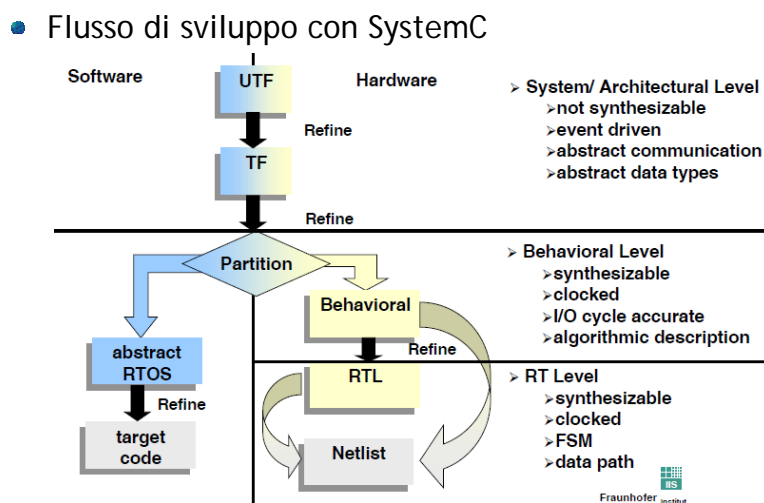 Flusso di sviluppo con SystemC
Software
Hardware
UTF
Refine
TF
Refine
> System/ Architectural Level
>not synthesizable
>event driven
>abstract communication
>abstract data types
Partition
Behavioral
Refine
abstract
RTOS
Refine
target
code
RTL
Netlist
> Behavioral Level
>synthesizable
>clocked
>I/O cycle accurate
>algorithmic description
> RT Level
>synthesizable
>clocked
>FSM
>data path
IIS
Fraunhofer Institut